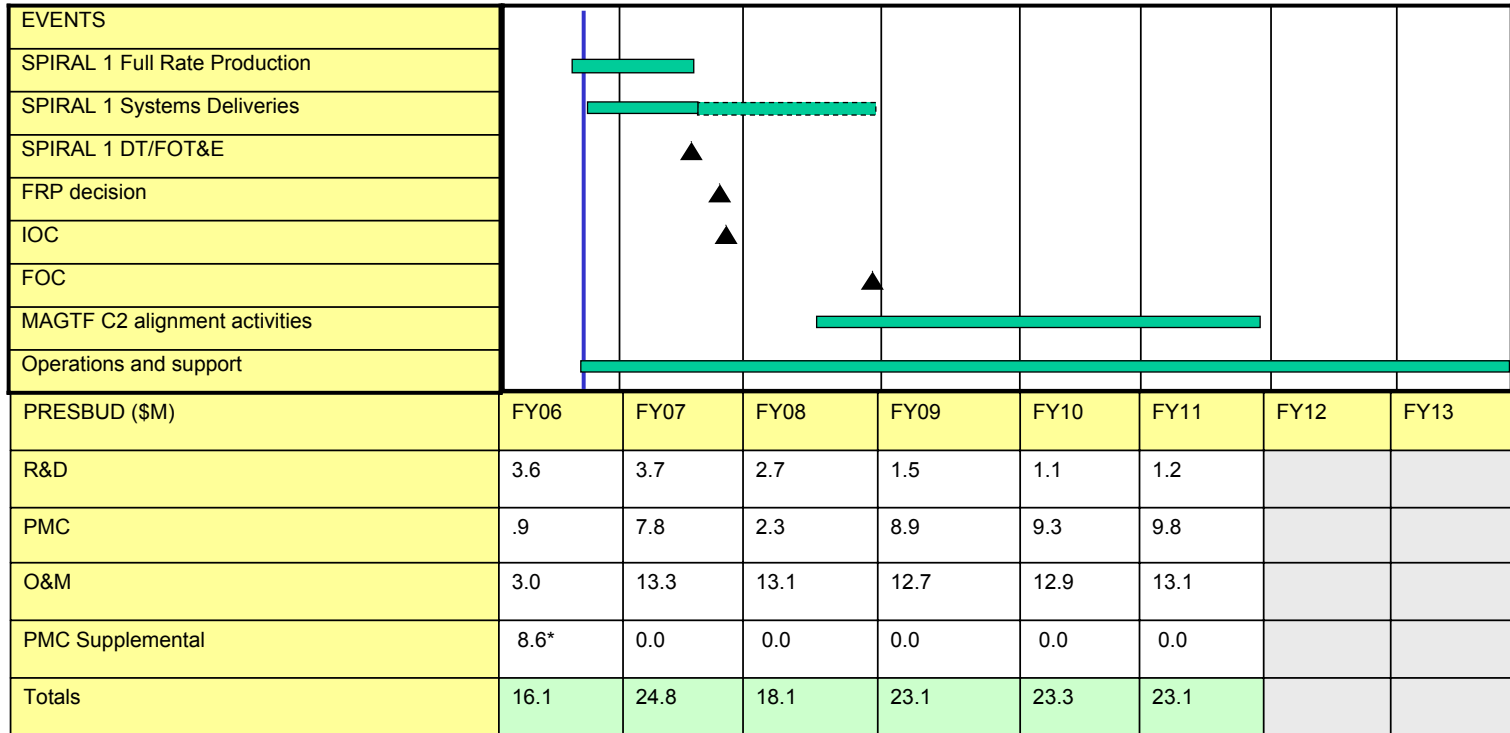 EVENTS
SPIRAL 1 Full Rate Production
SPIRAL 1 Systems Deliveries
SPIRAL 1 DT/FOT&E
FRP decision
IOC
FOC
MAGTF C2 alignment activities
Operations and support
PRESBUD ($M) FY06 FY07 FY08 FY09 FY10 FY11 FY12 FY13
R&D 3.6 3.7 2.7 1.5 1.1 1.2
PMC .9 7.8 2.3 8.9 9.3 9.8
O&M 3.0 13.3 13.1 12.7 12.9 13.1
PMC Supplemental 8.6* 0.0 0.0 0.0 0.0 0.0
Totals 16.1 24.8 18.1 23.1 23.3 23.1